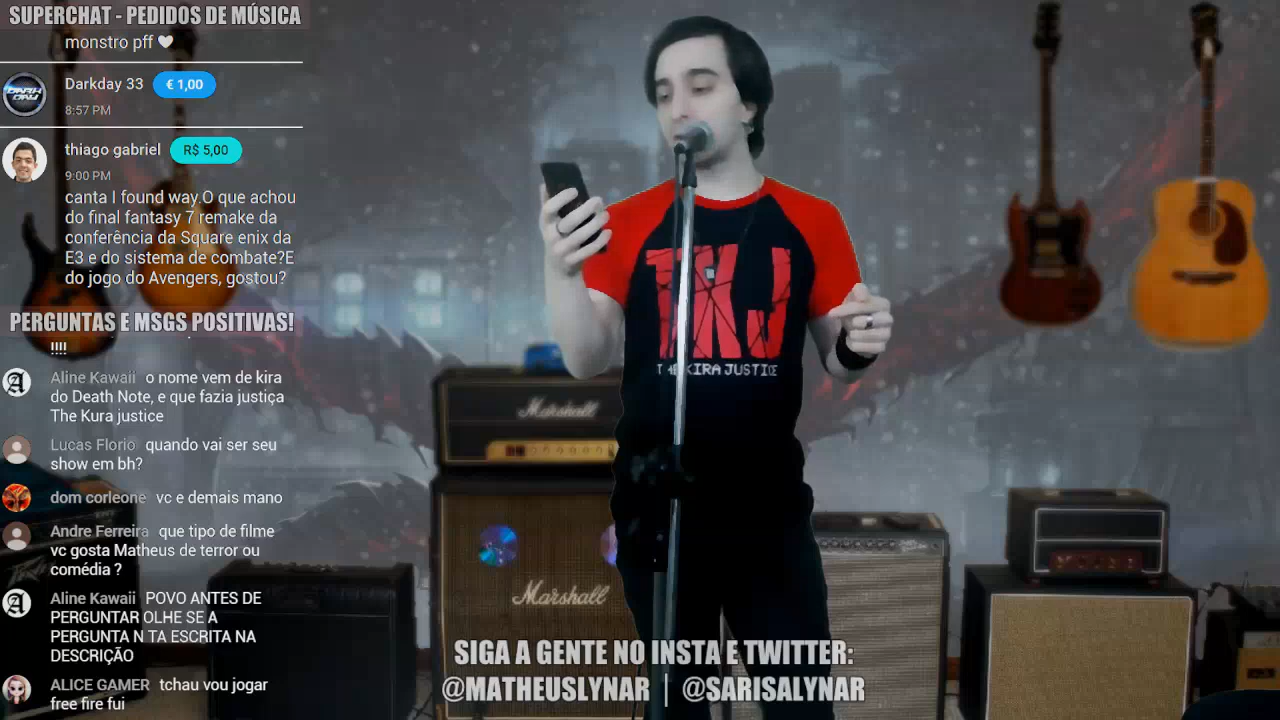 SUPERCHAT - PEDIDOS DE MÚSICA
monstro pff
Darkday 33 € 1,00
8:57 PM
thiago gabriel R$ 5,00
9:00 PM
canta I found way.O que achou
do final fantasy 7 remake da
conferência da Square enix da
E3 e do sistema de combate?E
do jogo do Avengers, gostou?
PERGUNTAS E MSGS POSITIVAS!
!!!!
Aline Kawaii o nome vem de kira
do Death Note, e que fazia justiça
The Kura justice
Lucas Florio quando vai ser seu
show em bh?
dom corleone vc e demais mano
Andre Ferreira que tipo de filme
vc gosta Matheus de terror ou
comédia ?
Aline Kawaii POVO ANTES DE
PERGUNTAR OLHE SE A
PERGUNTA N TA ESCRITA NA
DESCRIÇÃO
ALICE GAMER tchau vou jogar
free fire fui
TKJ
THE KIRA JUSTICE
Marshall
Marshall
SIGA A GENTE NO INSTA E TWITTER:
@MATHEUSLYNAR | @SARISALYNAR